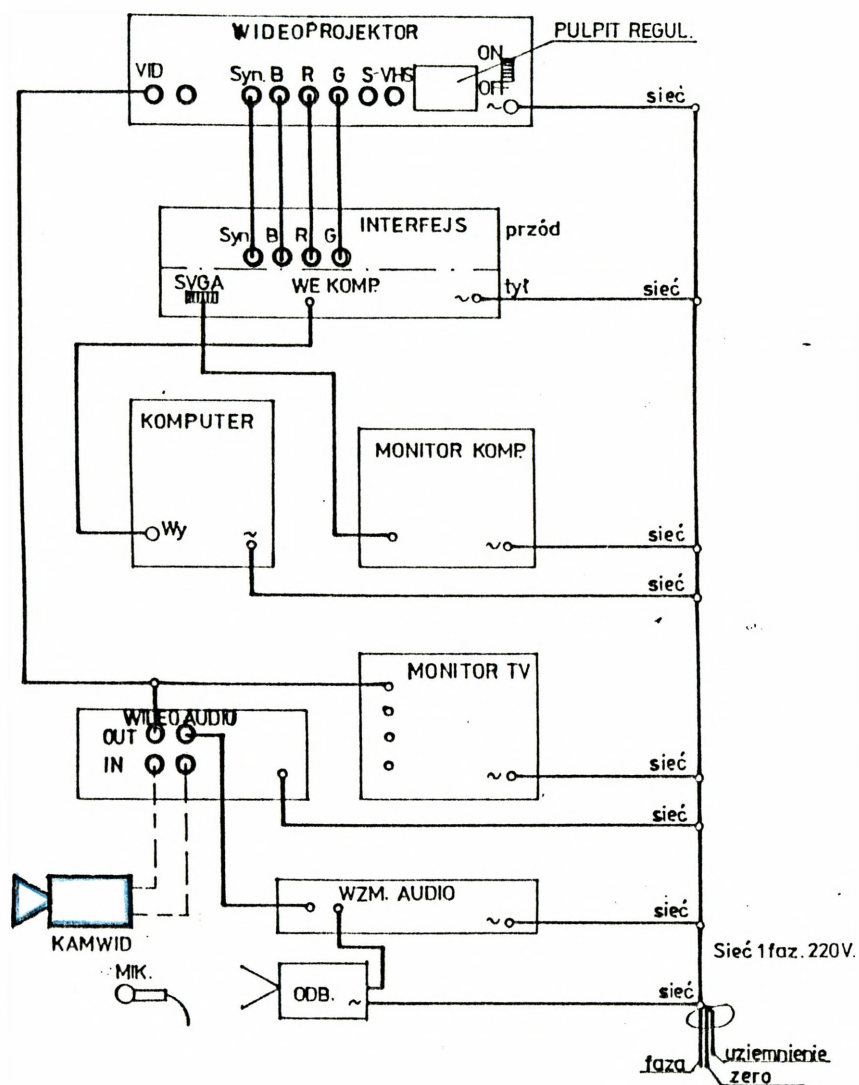 WIDEOPROJEKTOR
PULPIT REGUL.
ON
VID
Syn. B R G S-VHS
OFF
~
sieć
INTERFEJS
przód
Syn. B R G
SVGA
WE KOMP.
~
tył
sieć
KOMPUTER
MONITOR KOMP.
Wy
~
~
sieć
sieć
MONITOR TV
WIDEO AUDIO
OUT
IN
~
sieć
sieć
WZM. AUDIO
~
sieć
KAMWID
Sieć 1 faz. 220V.
MIK.
ODB. ~
sieć
faza
uziemnienie
zero